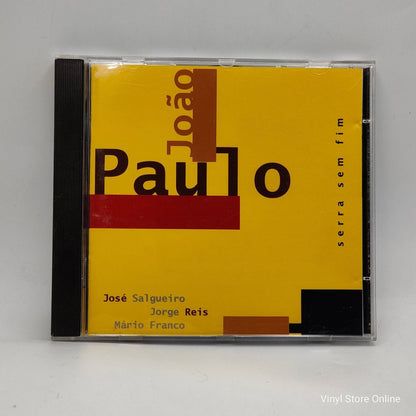 João
Paulo
serra sem fim
José Salgueiro
Jorge Reis
Mário Franco
Vinyl Store Online